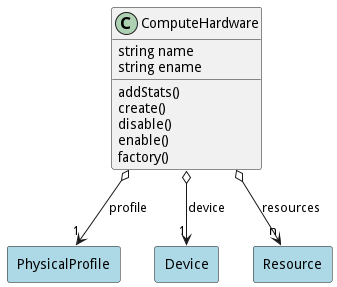 C ComputeHardware
string name
string ename
addStats()
create()
disable()
enable()
factory()
profile device resources
1 1 n
PhysicalProfile Device Resource